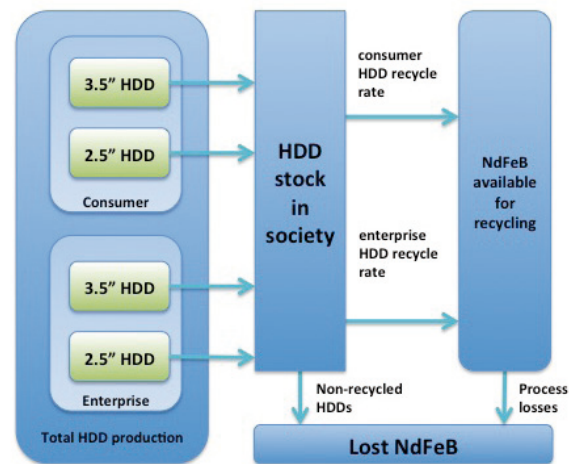 3.5” HDD
2.5” HDD
Consumer
3.5” HDD
2.5” HDD
Enterprise
Total HDD production
HDD
stock
in
society
consumer
HDD recycle
rate
enterprise
HDD recycle
rate
NdFeB
available
for
recycling
Non-recycled
HDDs
Process
losses
Lost NdFeB